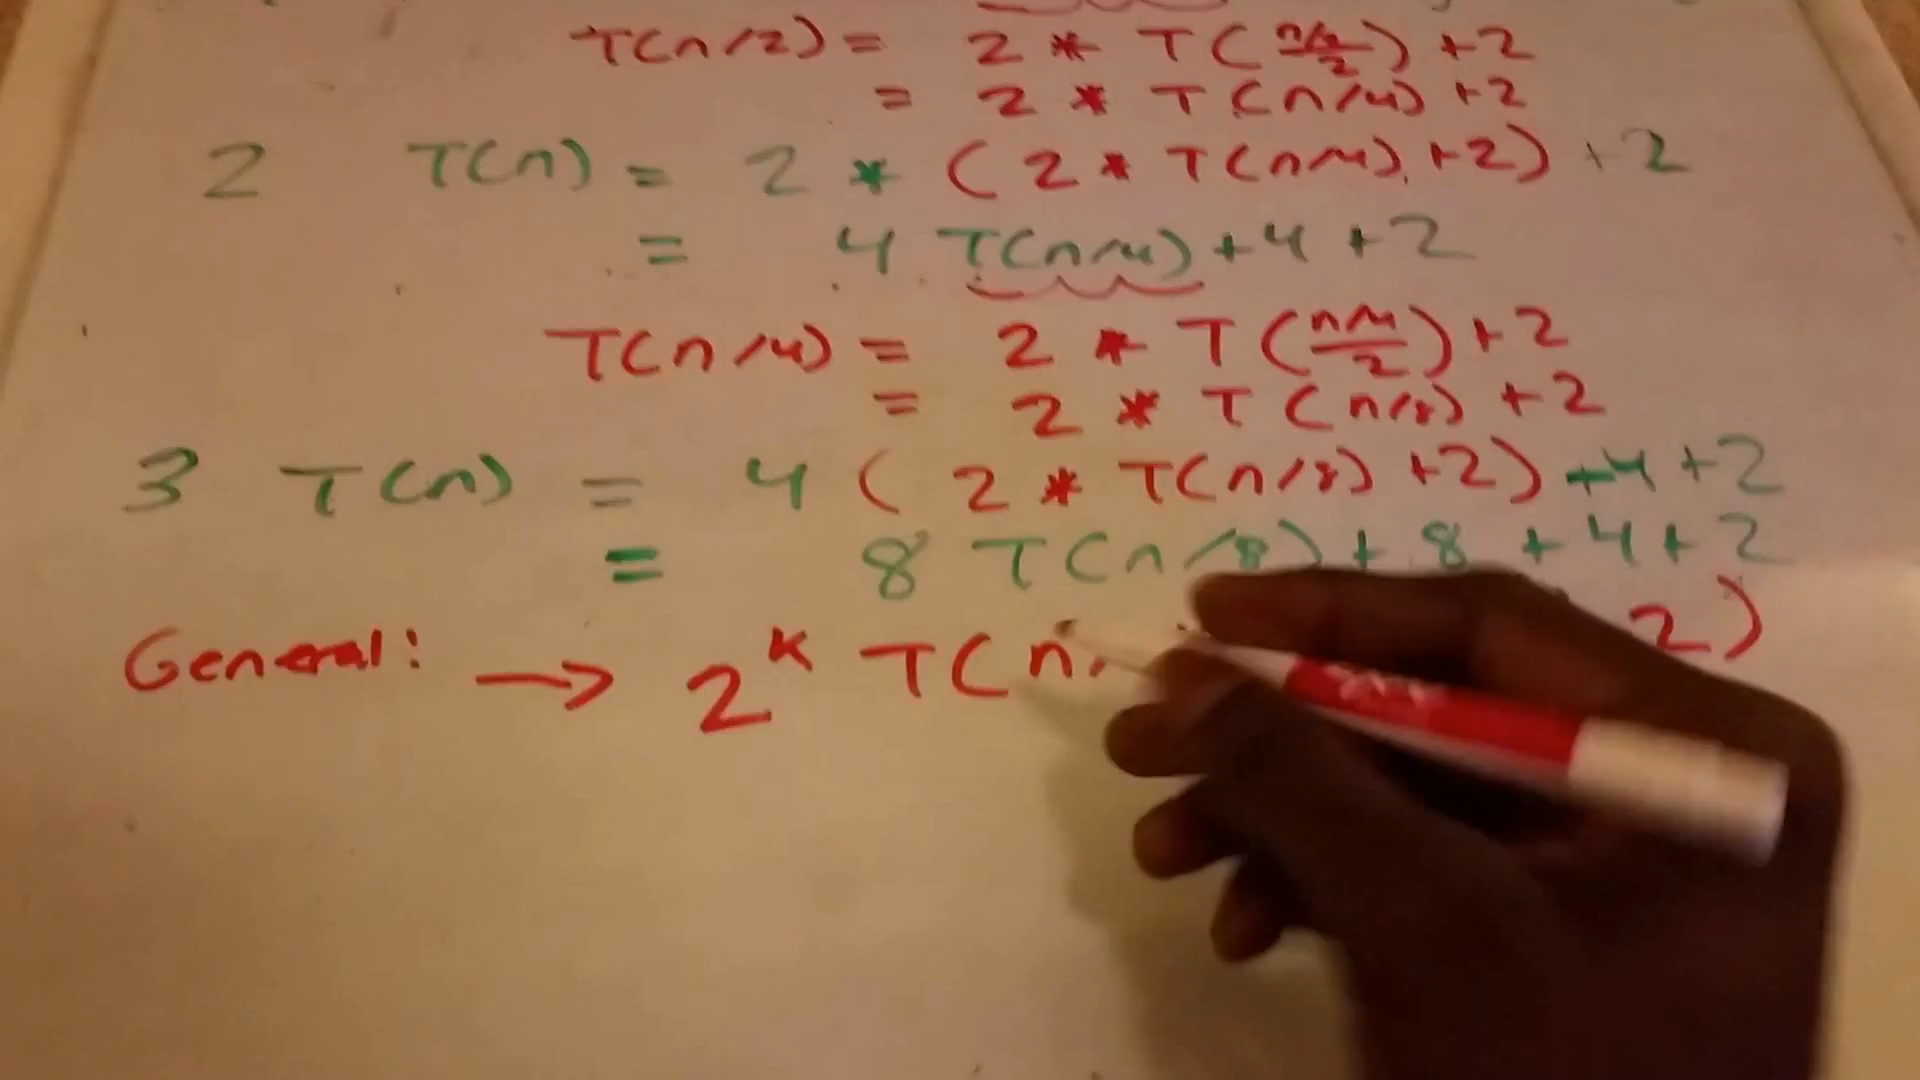 T(n/2) = 2 * T(n/2/2) + 2
= 2 * T(n/4) + 2
2 T(n) = 2 * (2 * T(n/4) + 2) + 2
= 4 T(n/4) + 4 + 2
T(n/4) = 2 * T(n/4/2) + 2
= 2 * T(n/8) + 2
3 T(n) = 4 (2 * T(n/8) + 2) + 4 + 2
= 8 T(n/8) + 8 + 4 + 2
General: → 2^k T(n 2)